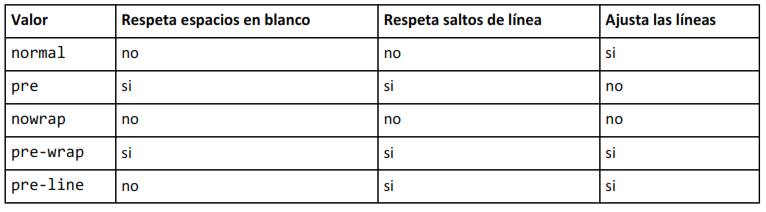 Valor Respeta espacios en blanco Respeta saltos de línea Ajusta las líneas
normal no no si
pre si si no
nowrap no no no
pre-wrap si si si
pre-line no si si